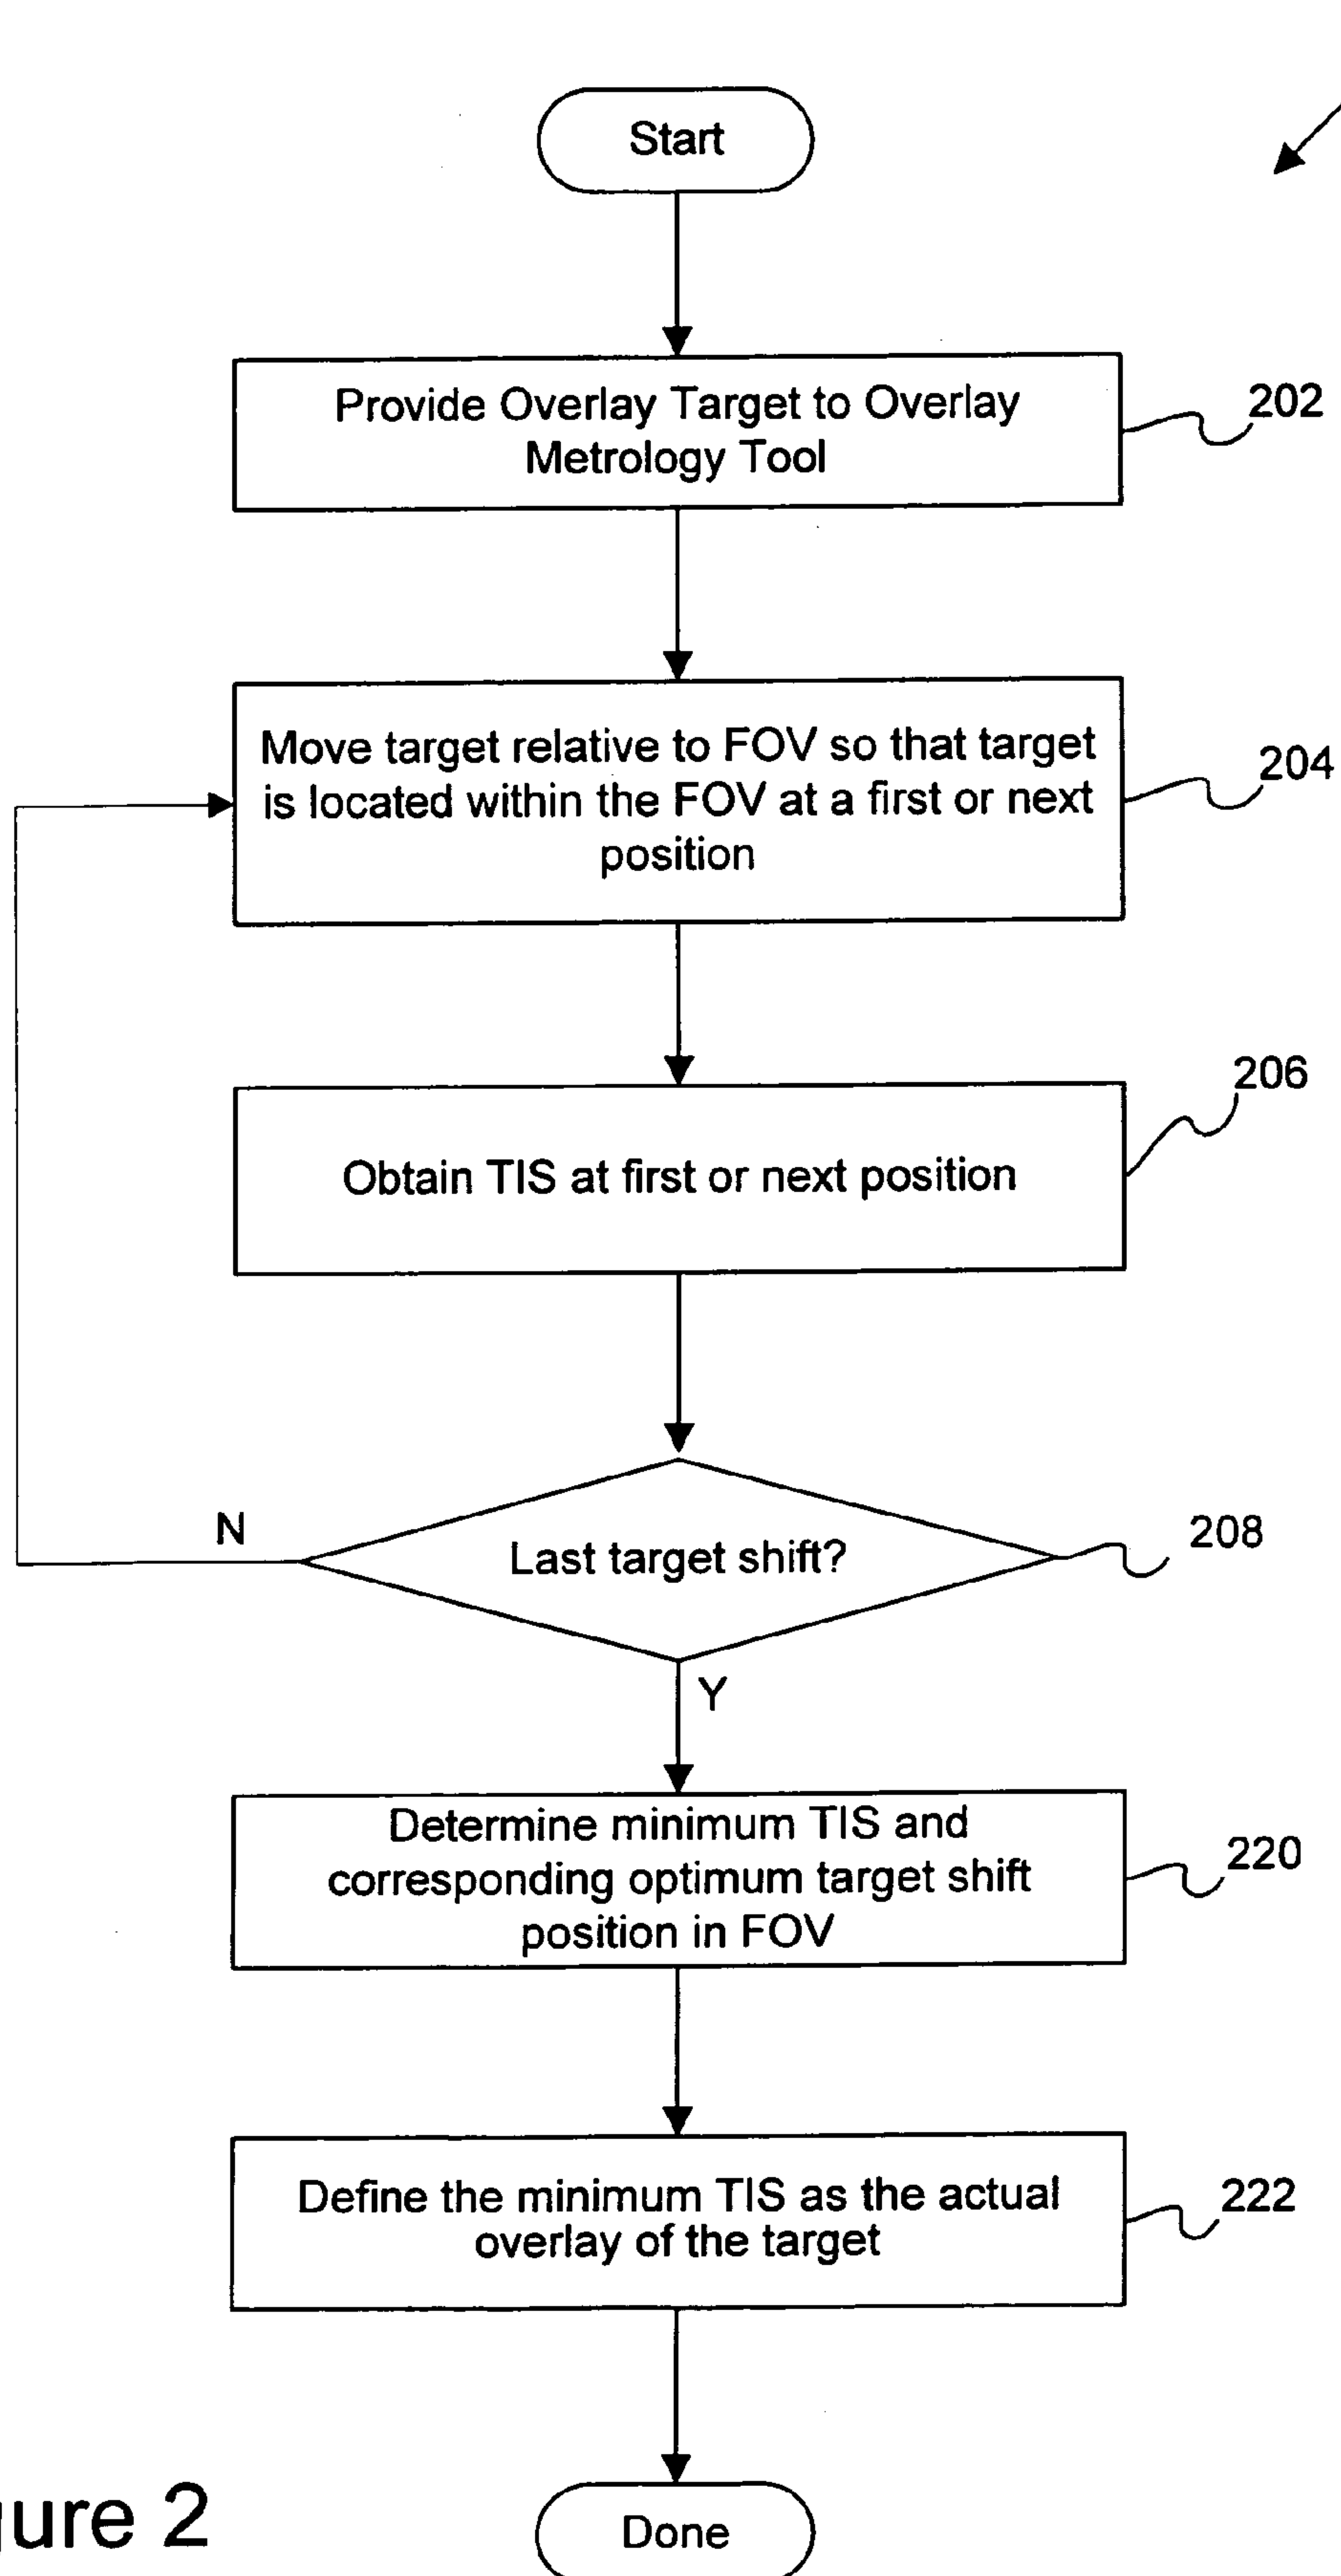 Start
Provide Overlay Target to Overlay
Metrology Tool
202
Move target relative to FOV so that target
is located within the FOV at a first or next
position
204
206
Obtain TIS at first or next position
Last target shift?
208
N
Y
Determine minimum TIS and
corresponding optimum target shift
position in FOV
220
Define the minimum TIS as the actual
overlay of the target
222
Done
gure 2